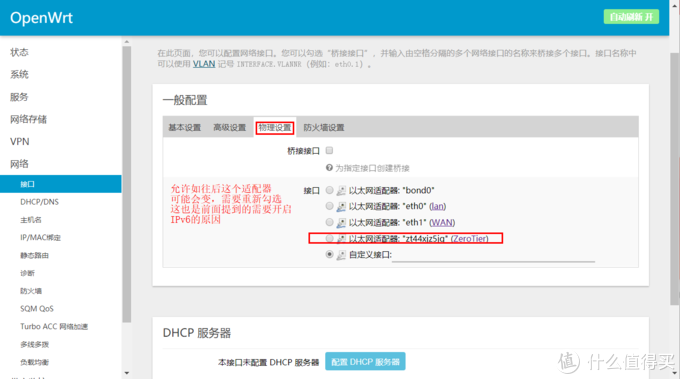 OpenWrt
自动刷新 开
状态
系统
服务
网络存储
VPN
网络
接口
DHCP/DNS
主机名
IP/MAC绑定
静态路由
诊断
防火墙
SQM QoS
Turbo ACC 网络加速
多线多拨
负载均衡
在此页面，您可以配置网络接口。您可以勾选“桥接接口”，并输入由空格分隔的多个网络接口的名称来桥接多个接口。接口名称中
可以使用 VLAN 记号 INTERFACE.VLANNR（例如：eth0.1）。
一般配置
基本设置 高级设置 物理设置 防火墙设置
桥接接口
为指定接口创建桥接
允许如往后这个适配器
可能会变，需要重新勾选
这也是前面提到的需要开启
IPv6的原因
接口
以太网适配器: "bond0"
以太网适配器: "eth0" (lan)
以太网适配器: "eth1" (WAN)
以太网适配器: "zt44xjz5jq" (ZeroTier)
自定义接口:
DHCP 服务器
本接口未配置 DHCP 服务器 配置 DHCP 服务器
值 什么值得买